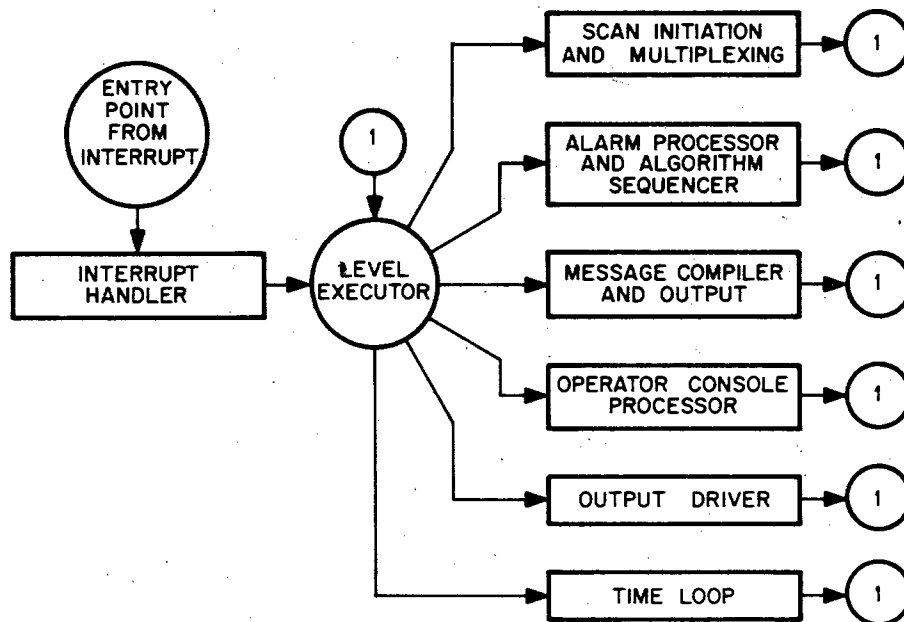 ENTRY
POINT
FROM
INTERRUPT
INTERRUPT
HANDLER
1
LEVEL
EXECUTOR
SCAN INITIATION
AND MULTIPLEXING
1
ALARM PROCESSOR
AND ALGORITHM
SEQUENCER
1
MESSAGE COMPILER
AND OUTPUT
1
OPERATOR CONSOLE
PROCESSOR
1
OUTPUT DRIVER
1
TIME LOOP
1